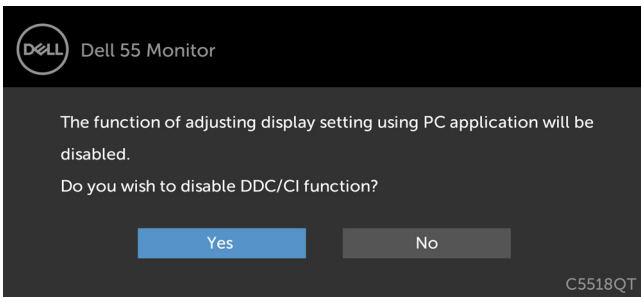 DELL
Dell 55 Monitor
The function of adjusting display setting using PC application will be
disabled.
Do you wish to disable DDC/CI function?
Yes
No
C5518QT